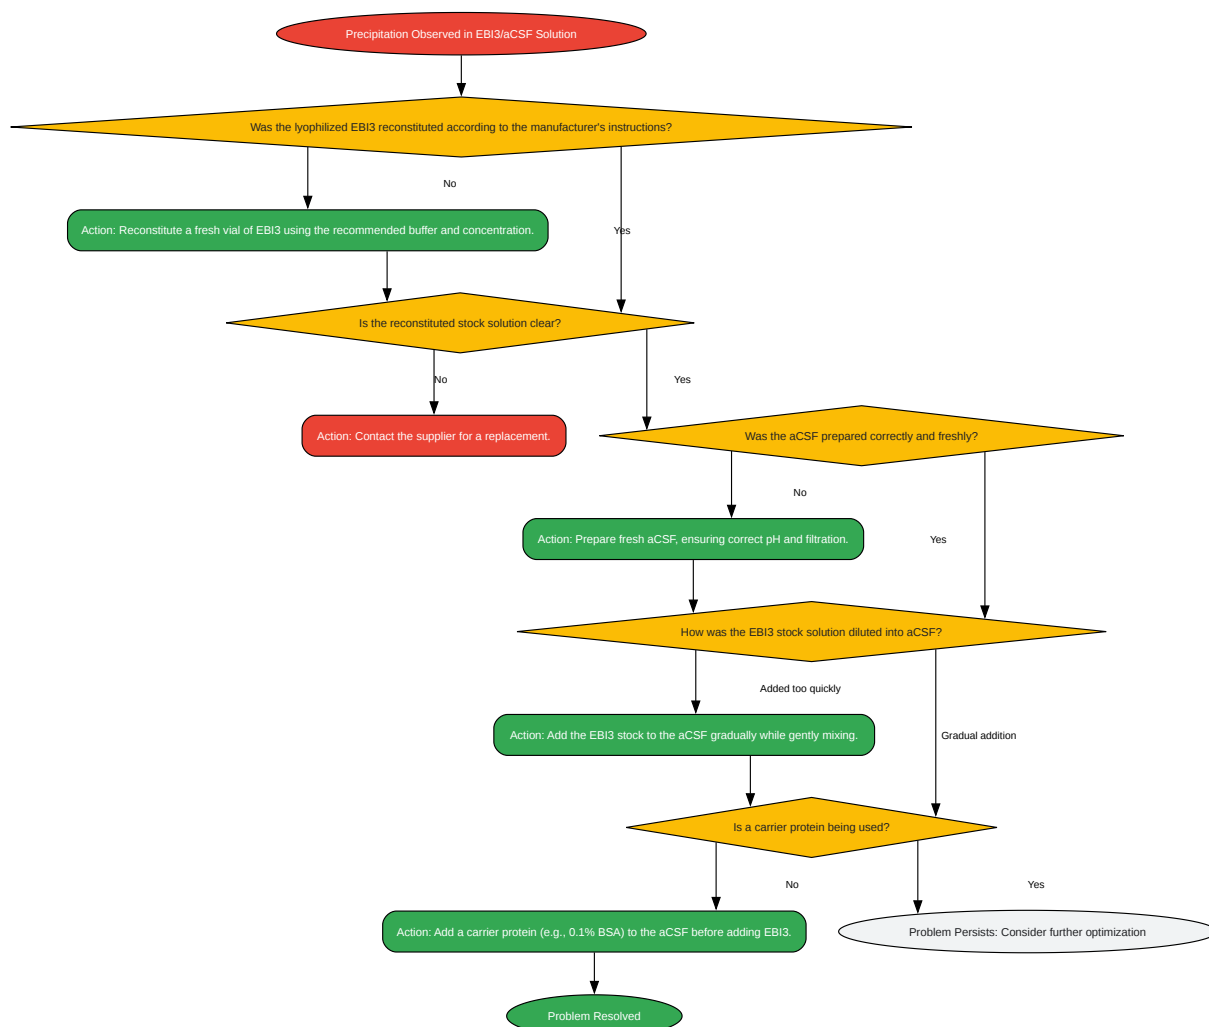 Precipitation Observed in EBI3/aCSF Solution
Was the lyophilized EBI3 reconstituted according to the manufacturer's instructions?
No
Action: Reconstitute a fresh vial of EBI3 using the recommended buffer and concentration.
Yes
Is the reconstituted stock solution clear?
No
Yes
Action: Contact the supplier for a replacement.
Was the aCSF prepared correctly and freshly?
No
Action: Prepare fresh aCSF, ensuring correct pH and filtration.
Yes
How was the EBI3 stock solution diluted into aCSF?
Added too quickly
Action: Add the EBI3 stock to the aCSF gradually while gently mixing.
Gradual addition
Is a carrier protein being used?
No
Yes
Action: Add a carrier protein (e.g., 0.1% BSA) to the aCSF before adding EBI3.
Problem Persists: Consider further optimization
Problem Resolved